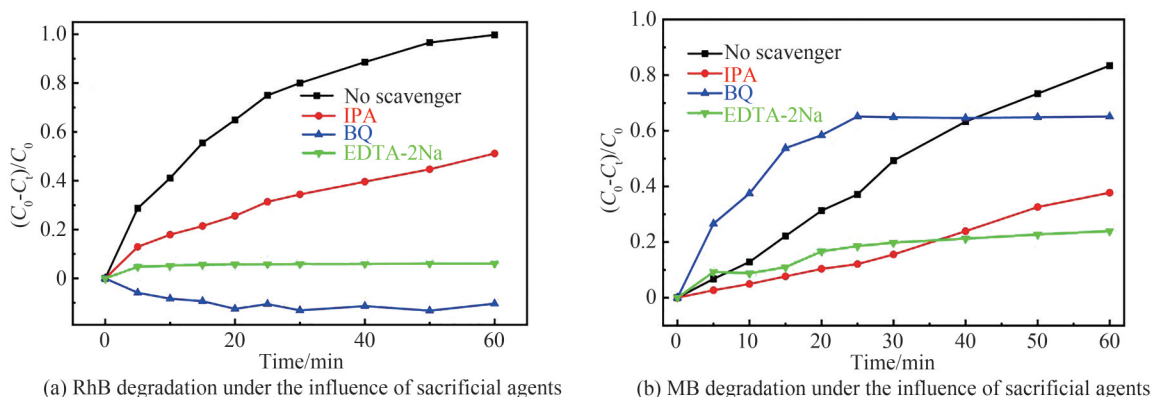 1.0
0.8
0.6
0.4
0.2
0
(C₀-Cₜ)/C₀
No scavenger
IPA
BQ
EDTA-2Na
0 20 40 60
Time/min
(a) RhB degradation under the influence of sacrificial agents
0.8
0.6
0.4
0.2
0
(C₀-Cₜ)/C₀
No scavenger
IPA
BQ
EDTA-2Na
0 5 10 20 30 40 50 60
Time/min
(b) MB degradation under the influence of sacrificial agents